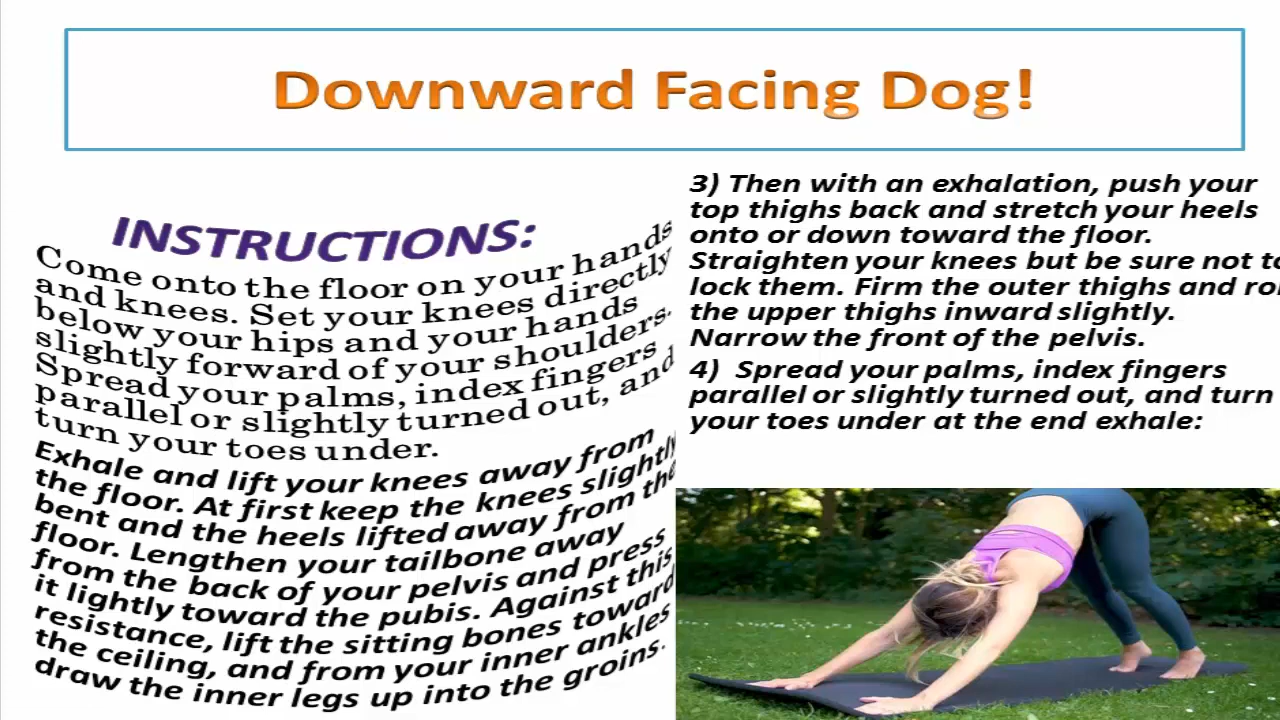 Downward Facing Dog!
INSTRUCTIONS:
Come onto the floor on your hands
and knees. Set your knees directly
below your hips and your hands
slightly forward of your shoulders.
Spread your palms, index fingers
parallel or slightly turned out, and
turn your toes under.
Exhale and lift your knees away from
the floor. At first keep the knees slightly
bent and the heels lifted away from the
floor. Lengthen your tailbone away
from the back of your pelvis and press
it lightly toward the pubis. Against this
resistance, lift the sitting bones toward
the ceiling, and from your inner ankles
draw the inner legs up into the groins.
3) Then with an exhalation, push your
top thighs back and stretch your heels
onto or down toward the floor.
Straighten your knees but be sure not to
lock them. Firm the outer thighs and rol
the upper thighs inward slightly.
Narrow the front of the pelvis.
4) Spread your palms, index fingers
parallel or slightly turned out, and turn
your toes under at the end exhale: